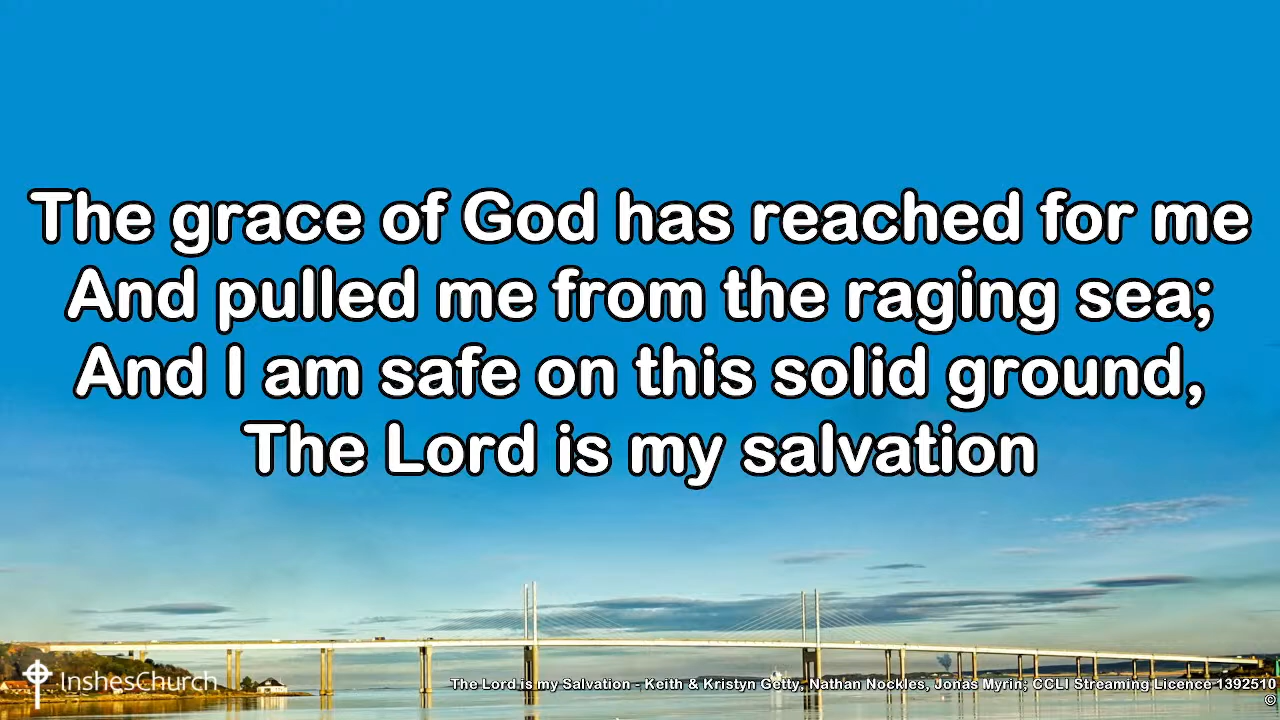 The grace of God has reached for me
And pulled me from the raging sea;
And I am safe on this solid ground,
The Lord is my salvation
InshesChurch
The Lord is my Salvation - Keith & Kristyn Getty, Nathan Nockles, Jonas Myrin; CCLI Streaming Licence 1392510
©